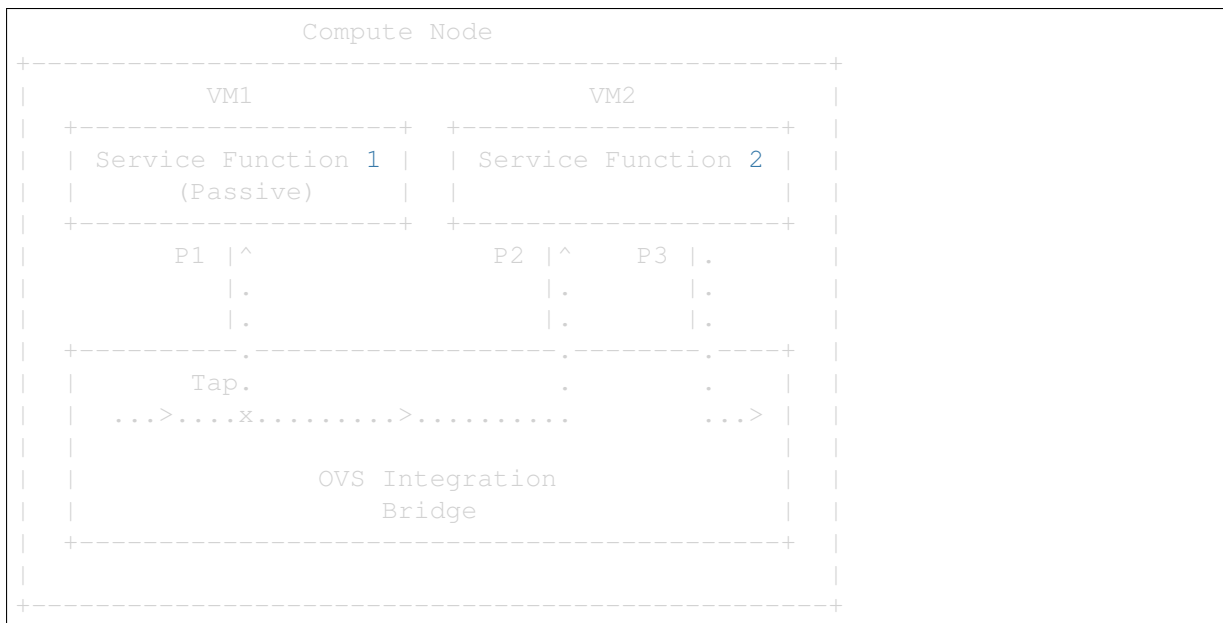 Compute Node
+--------------------------------------------------+
|           VM1                     VM2            |
|  +--------------------+  +--------------------+  |
|  | Service Function 1 |  | Service Function 2 |  |
|  |      (Passive)     |  |                    |  |
|  +--------------------+  +--------------------+  |
|         P1 |^               P2 |^    P3 |.       |
|            |.                  |.       |.       |
|            |.                  |.       |.       |
|  +----------.-------------------.--------.----+  |
|  |       Tap.                   .        .    |  |
|  |  ...>....x.........>..........        ...> |  |
|  |                                            |  |
|  |               OVS Integration              |  |
|  |                   Bridge                   |  |
|  +--------------------------------------------+  |
|                                                  |
+--------------------------------------------------+